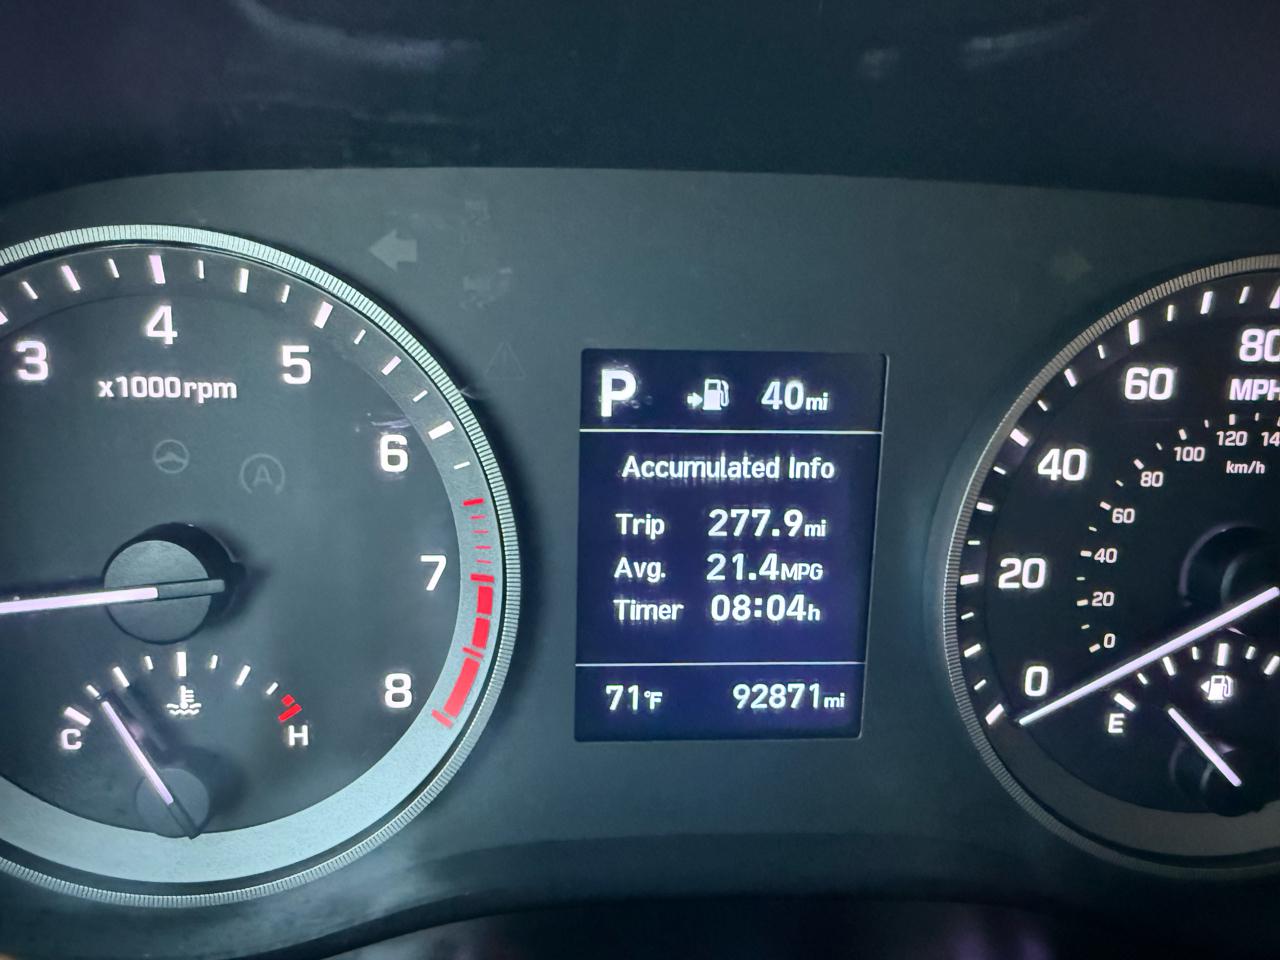 3
4
5
x1000rpm
6
7
8
C
H
P 40mi
Accumulated Info
Trip 277.9mi
Avg. 21.4MPG
Timer 08:04h
71°F 92871mi
80
MPH
60
40
20
0
120
100
80
60
40
20
0
km/h
E
A